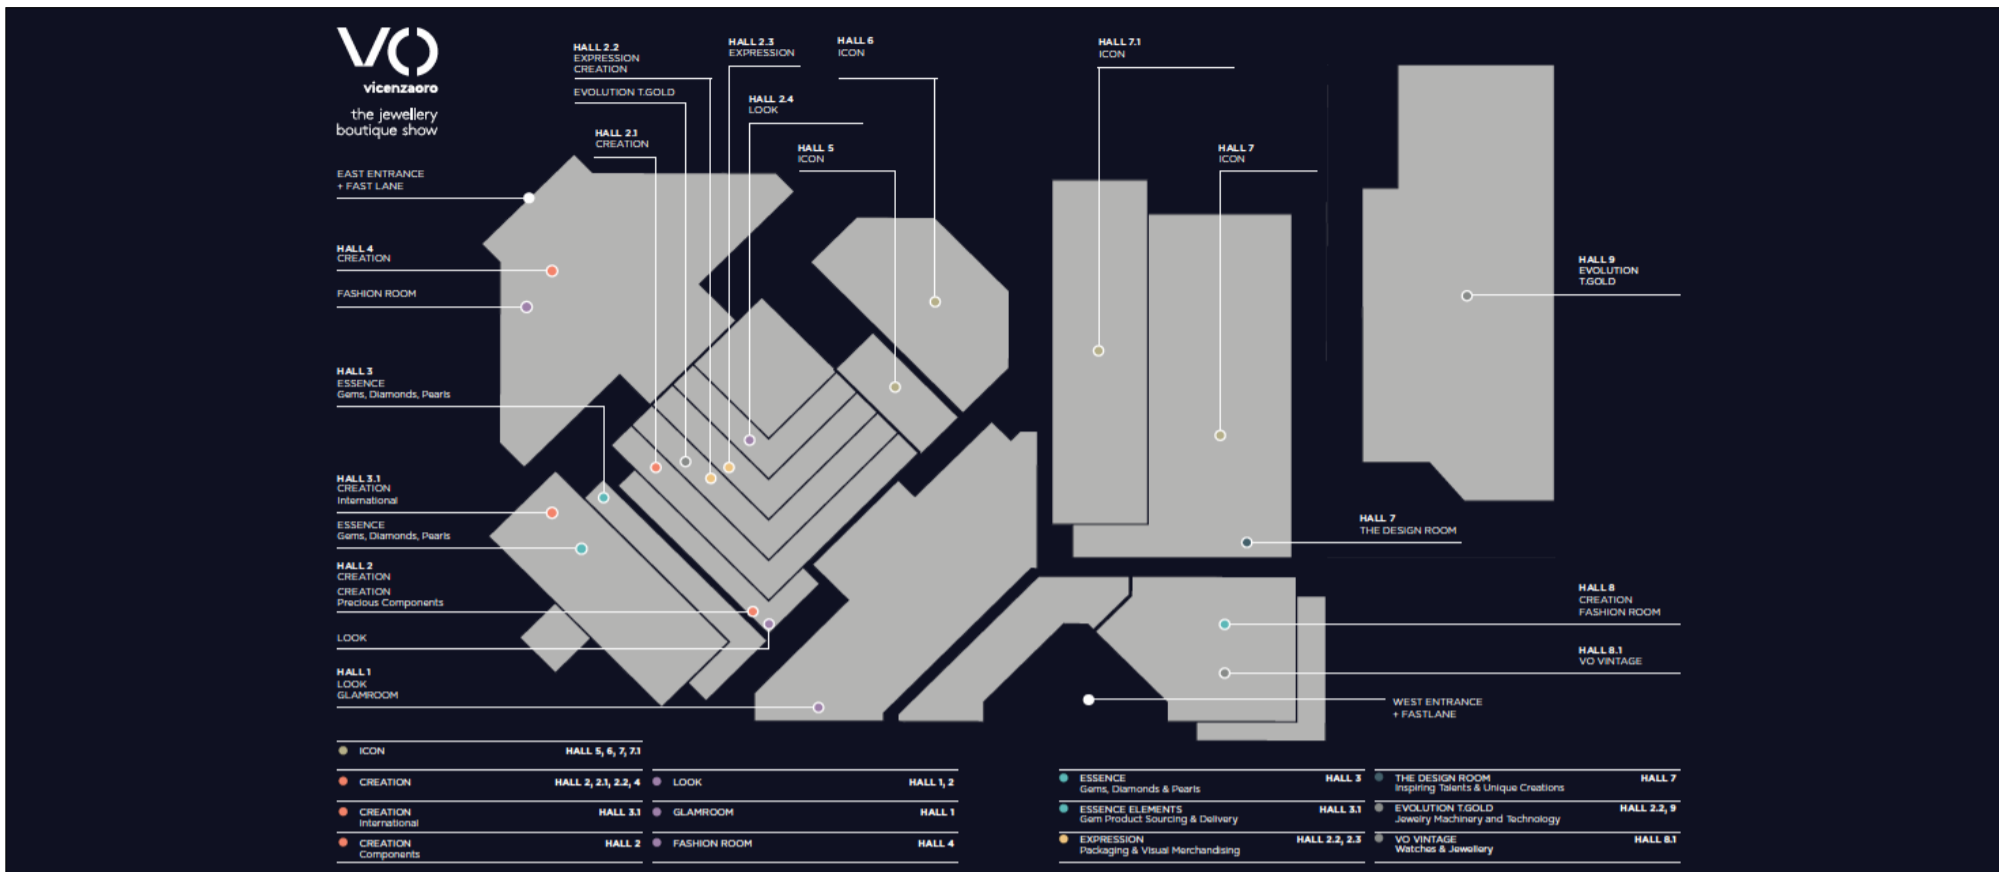 VO
vicenzaoro
the jewellery
boutique show
EAST ENTRANCE
+ FAST LANE
HALL 4
CREATION
FASHION ROOM
HALL 3
ESSENCE
Gems, Diamonds, Pearls
HALL 3.1
CREATION
International
ESSENCE
Gems, Diamonds, Pearls
HALL 2
CREATION
CREATION
Precious Components
LOOK
HALL 1
LOOK
GLAMROOM
HALL 2.2
EXPRESSION
CREATION
EVOLUTION T.GOLD
HALL 2.1
CREATION
HALL 2.3
EXPRESSION
HALL 2.4
LOOK
HALL 5
ICON
HALL 6
ICON
HALL 7.1
ICON
HALL 7
ICON
HALL 9
EVOLUTION
T.GOLD
HALL 7
THE DESIGN ROOM
HALL 8
CREATION
FASHION ROOM
HALL 8.1
VO VINTAGE
WEST ENTRANCE
+ FASTLANE
ICON HALL 5, 6, 7, 7.1
CREATION HALL 2, 2.1, 2.2, 4
CREATION HALL 3.1
International
CREATION HALL 2
Components
LOOK HALL 1, 2
GLAMROOM HALL 1
FASHION ROOM HALL 4
ESSENCE HALL 3
Gems, Diamonds & Pearls
ESSENCE ELEMENTS HALL 3.1
Gem Product Sourcing & Delivery
EXPRESSION HALL 2.2, 2.3
Packaging & Visual Merchandising
THE DESIGN ROOM HALL 7
Inspiring Talents & Unique Creations
EVOLUTION T.GOLD HALL 2.2, 9
Jewelry Machinery and Technology
VO VINTAGE HALL 8.1
Watches & Jewellery